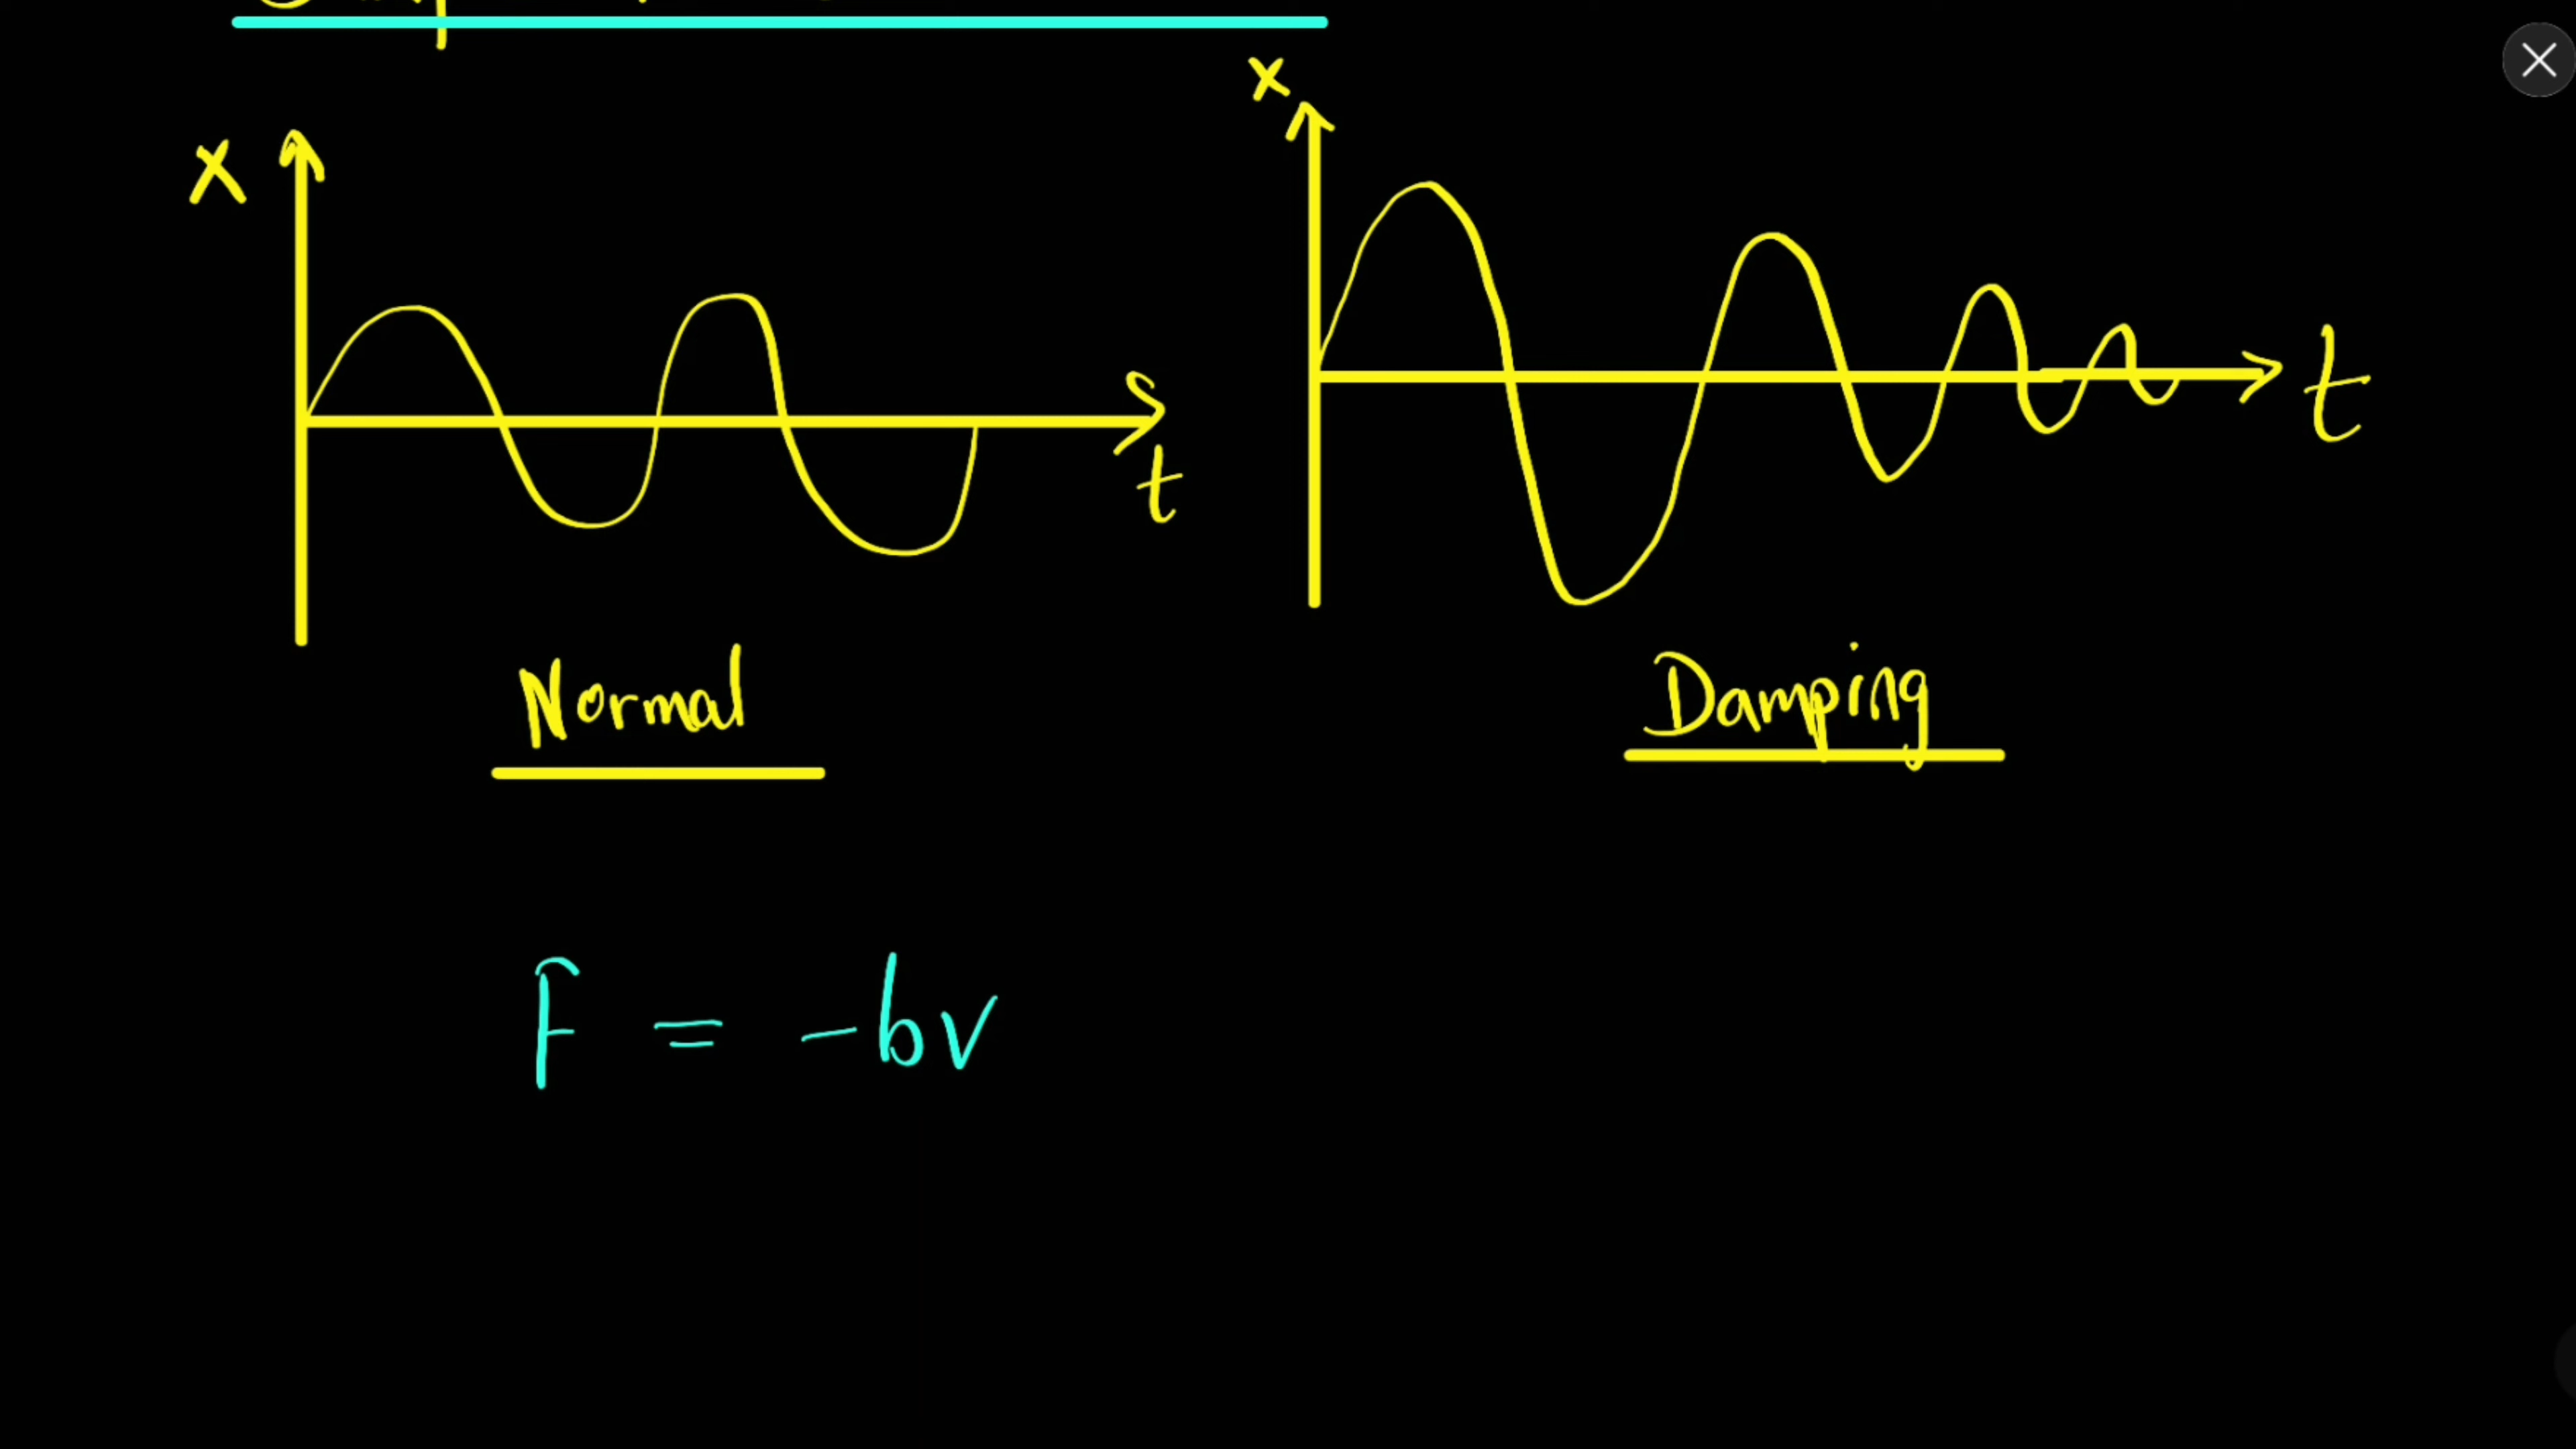 x
x
t
t
Normal
Damping
F = -bv